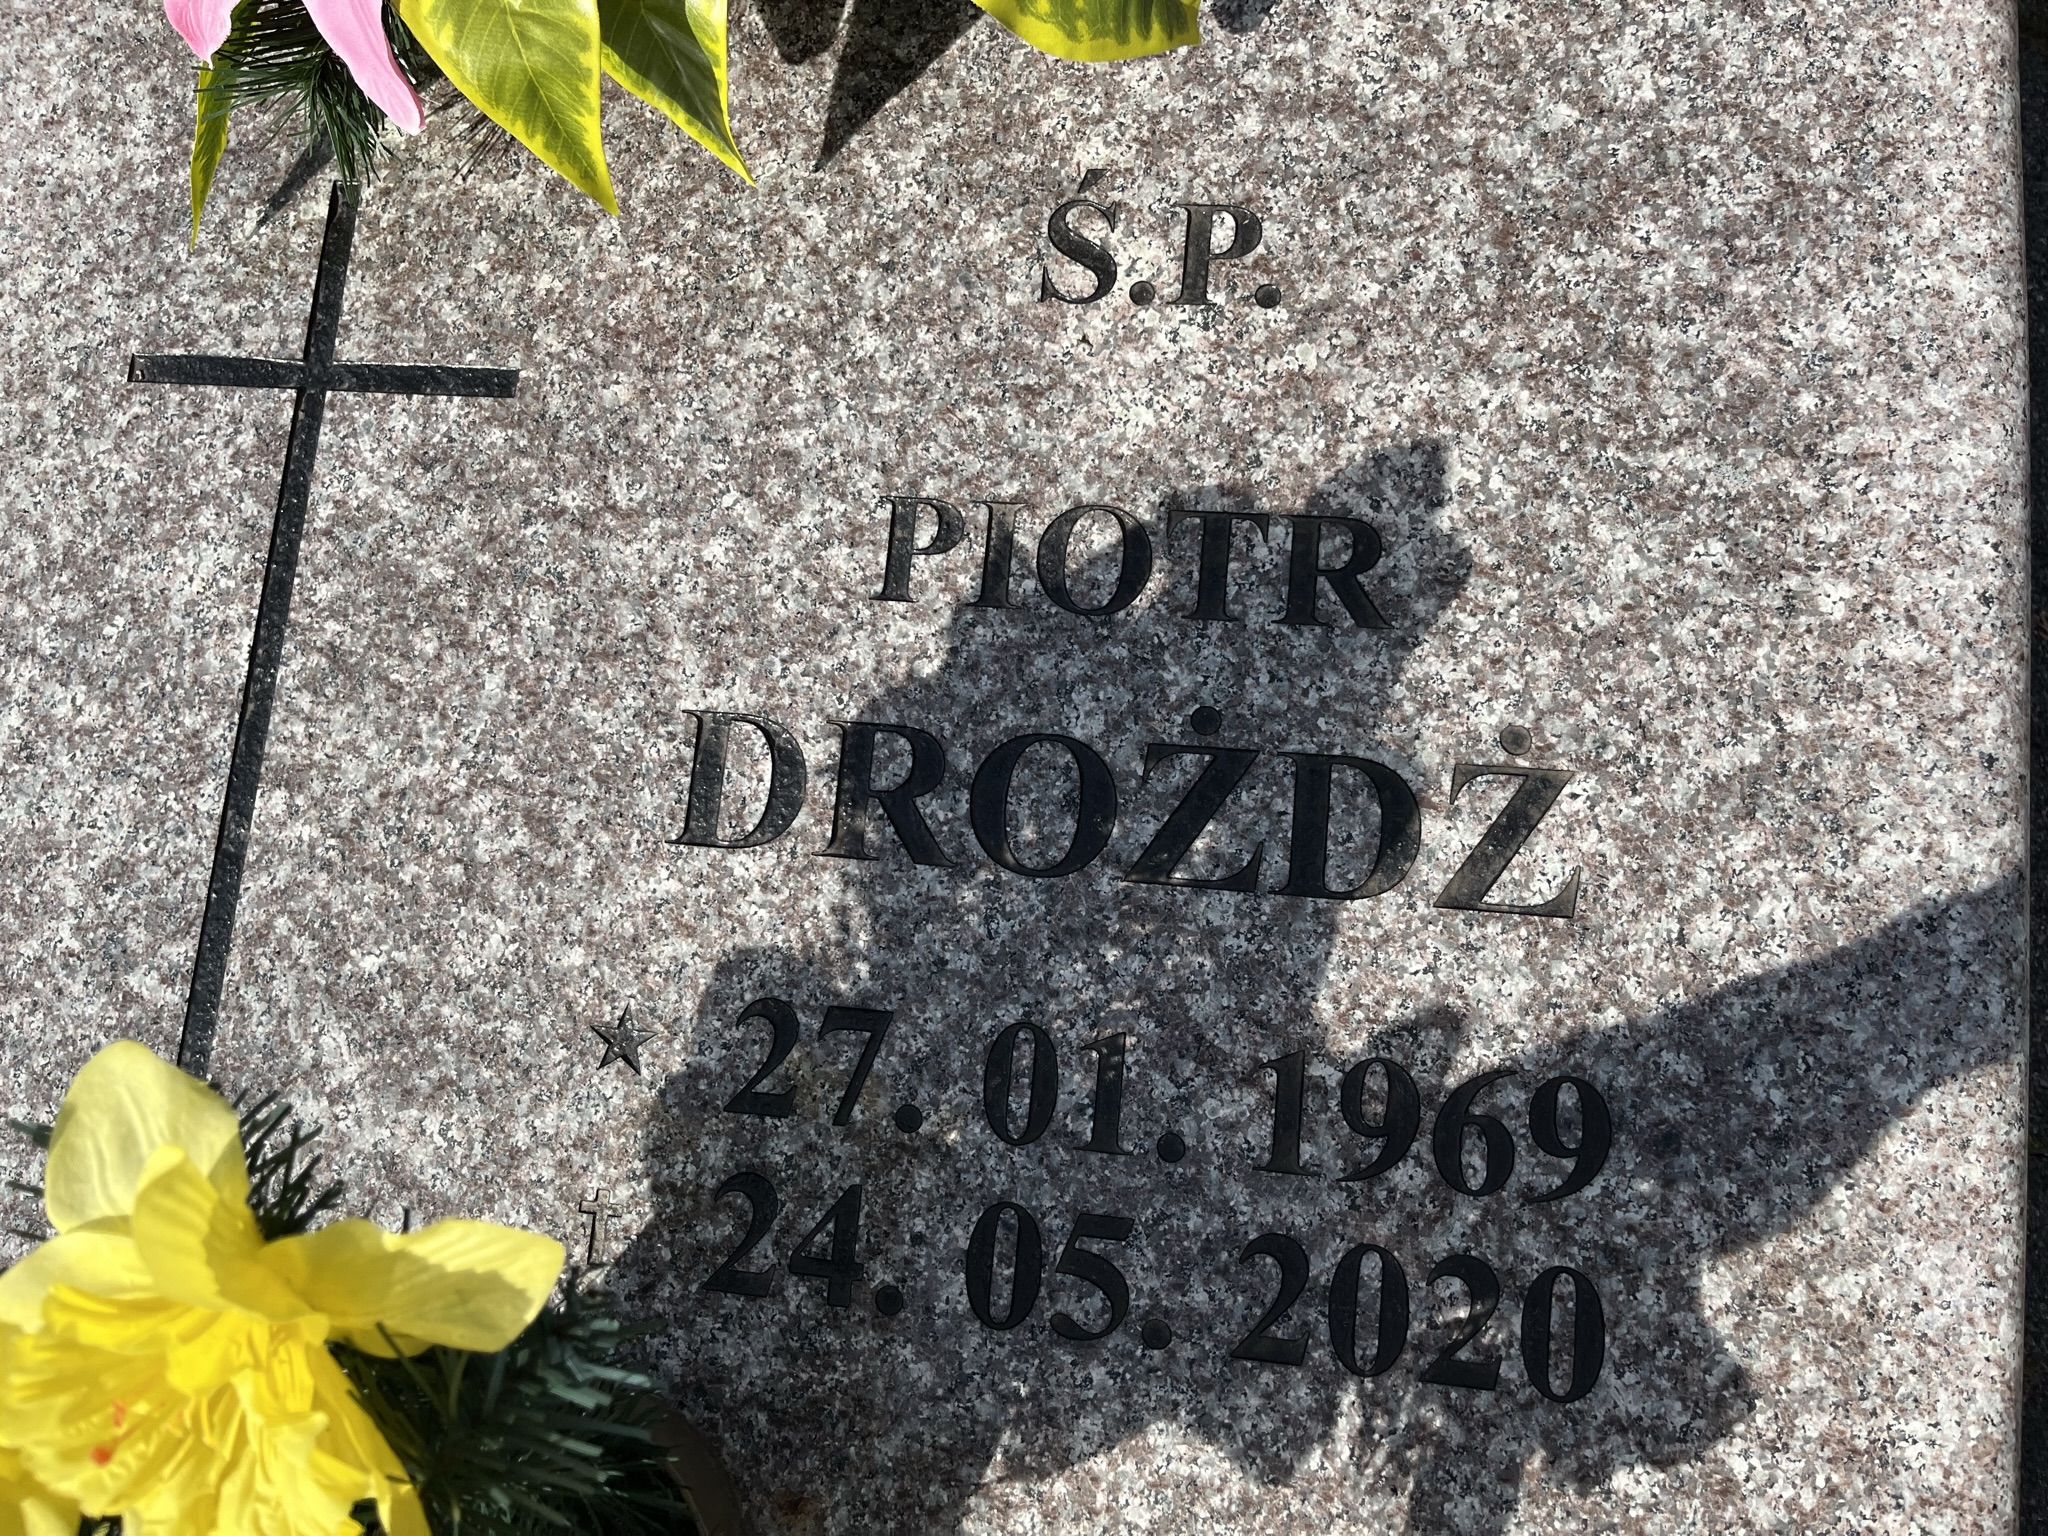 Ś.P.
PIOTR
DROŻDŻ
★ 27. 01. 1969
✝ 24. 05. 2020